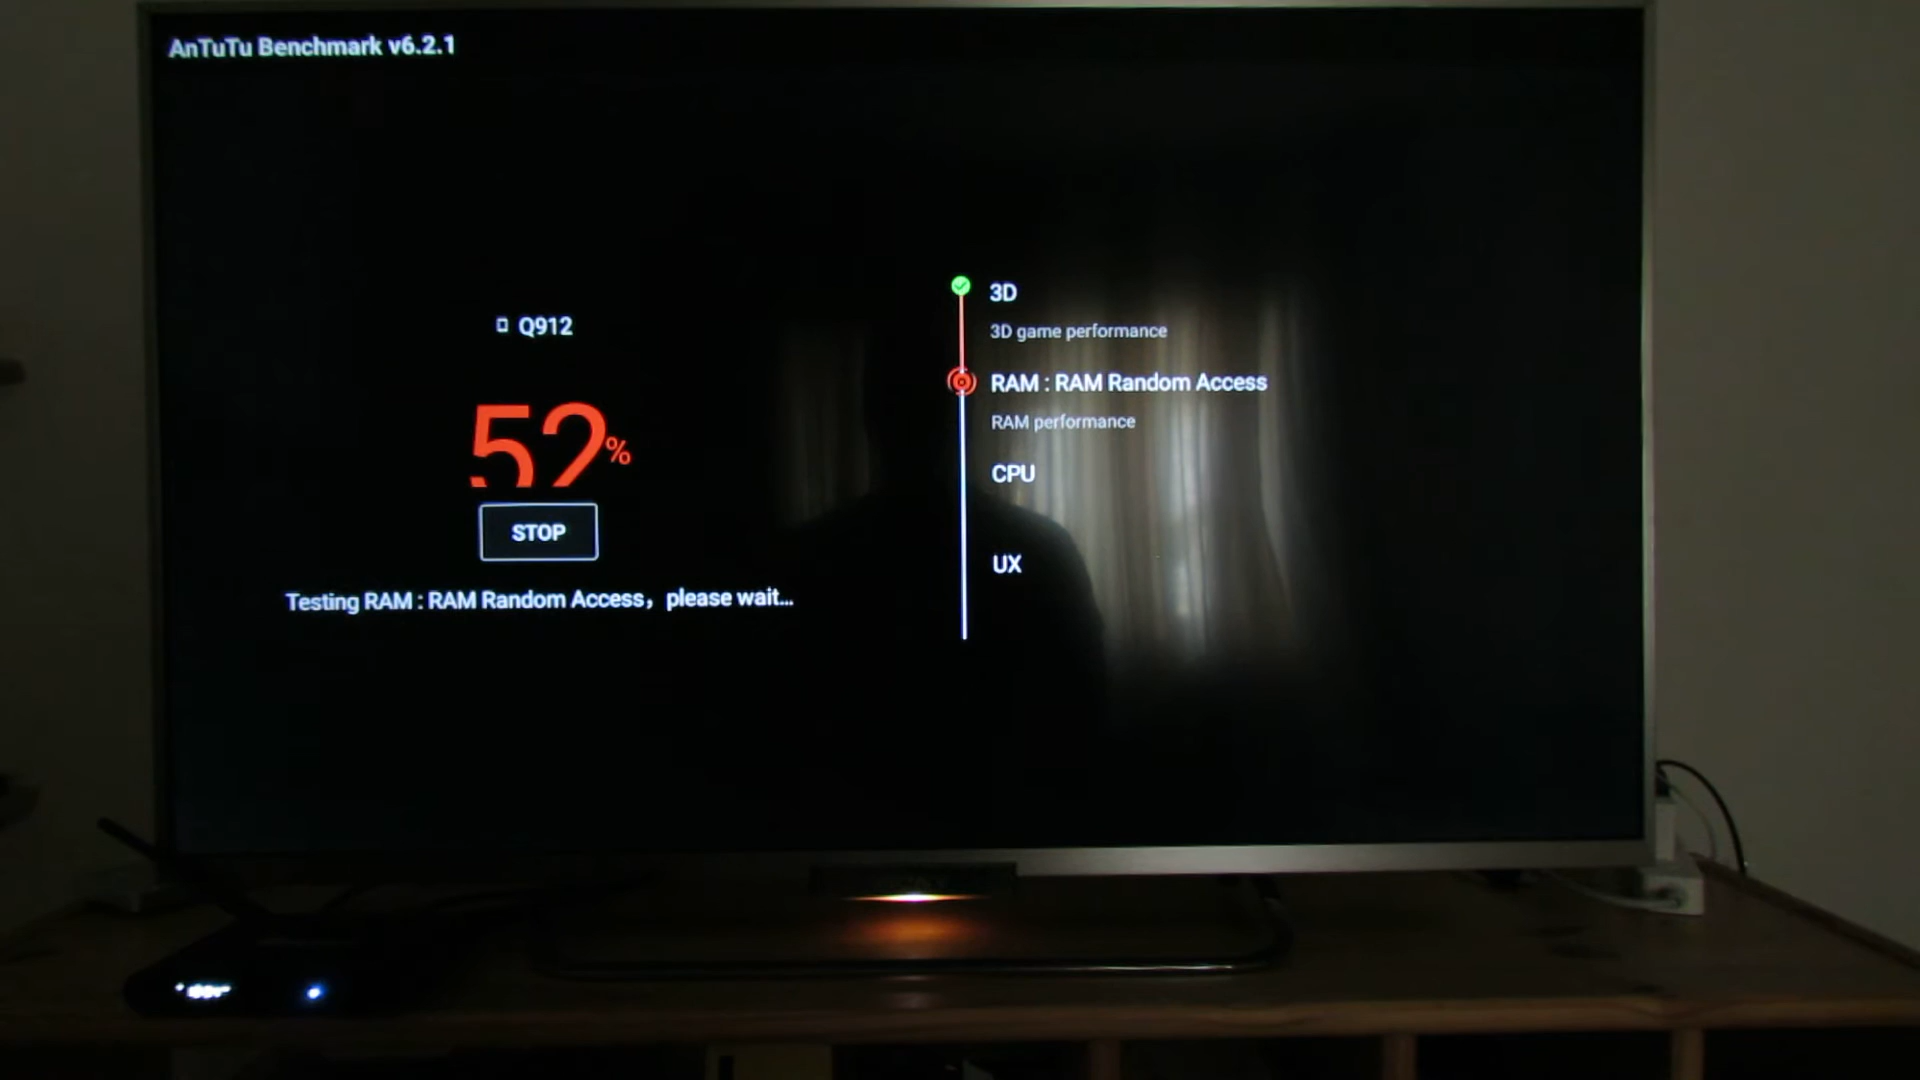 AnTuTu Benchmark v6.2.1
Q912
52%
STOP
Testing RAM : RAM Random Access, please wait...
3D
3D game performance
RAM : RAM Random Access
RAM performance
CPU
UX